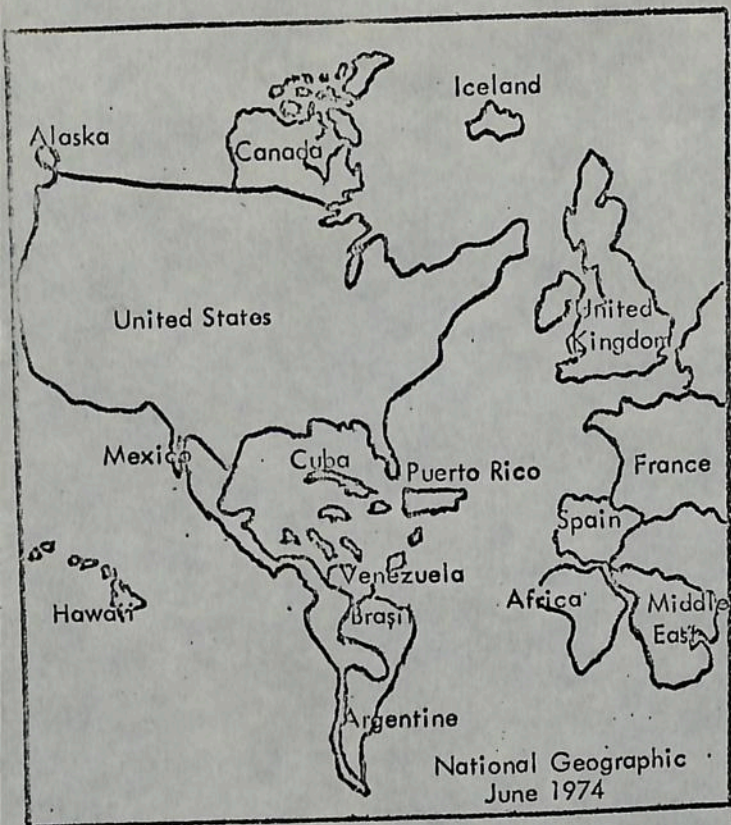 Iceland
Alaska
Canada
United States
United
Kingdom
Mexico
Cuba
Puerto Rico
France
Spain
Venezuela
Hawaii
Brasil
Africa
Middle
East
Argentine
National Geographic
June 1974